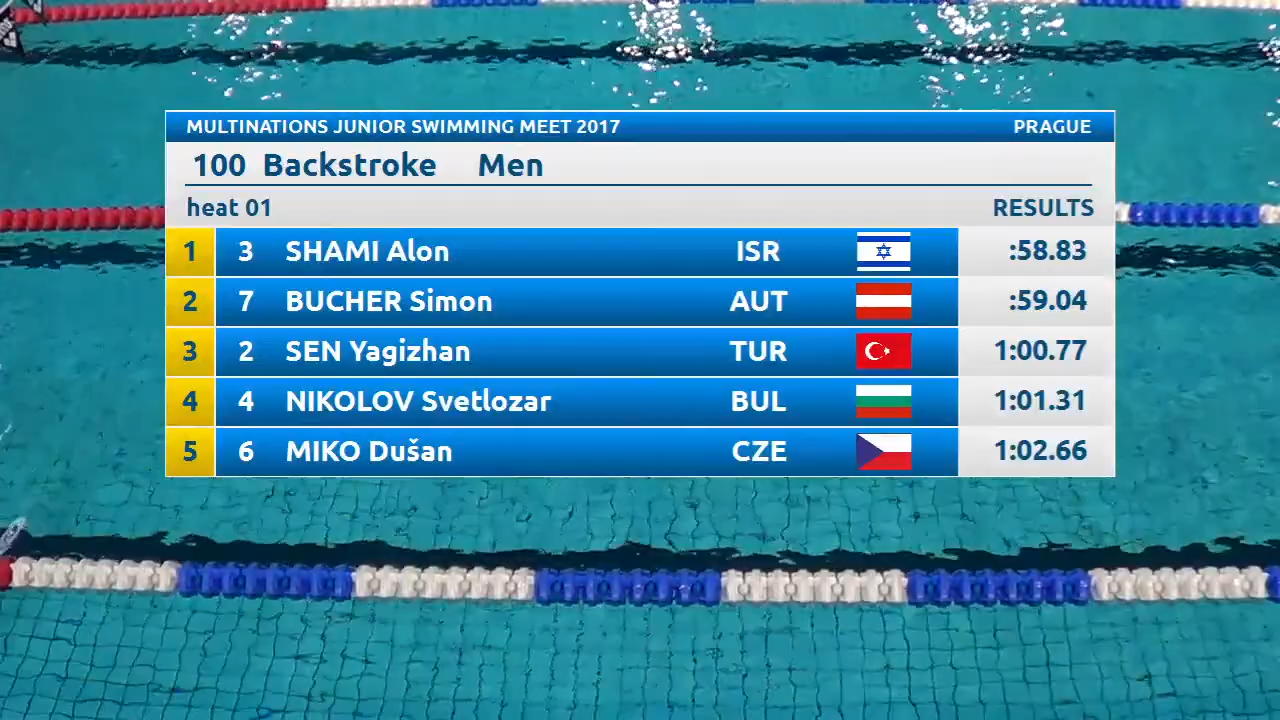 MULTINATIONS JUNIOR SWIMMING MEET 2017 PRAGUE
100 Backstroke Men
heat 01 RESULTS
1 3 SHAMI Alon ISR :58.83
2 7 BUCHER Simon AUT :59.04
3 2 SEN Yagizhan TUR 1:00.77
4 4 NIKOLOV Svetlozar BUL 1:01.31
5 6 MIKO Dušan CZE 1:02.66